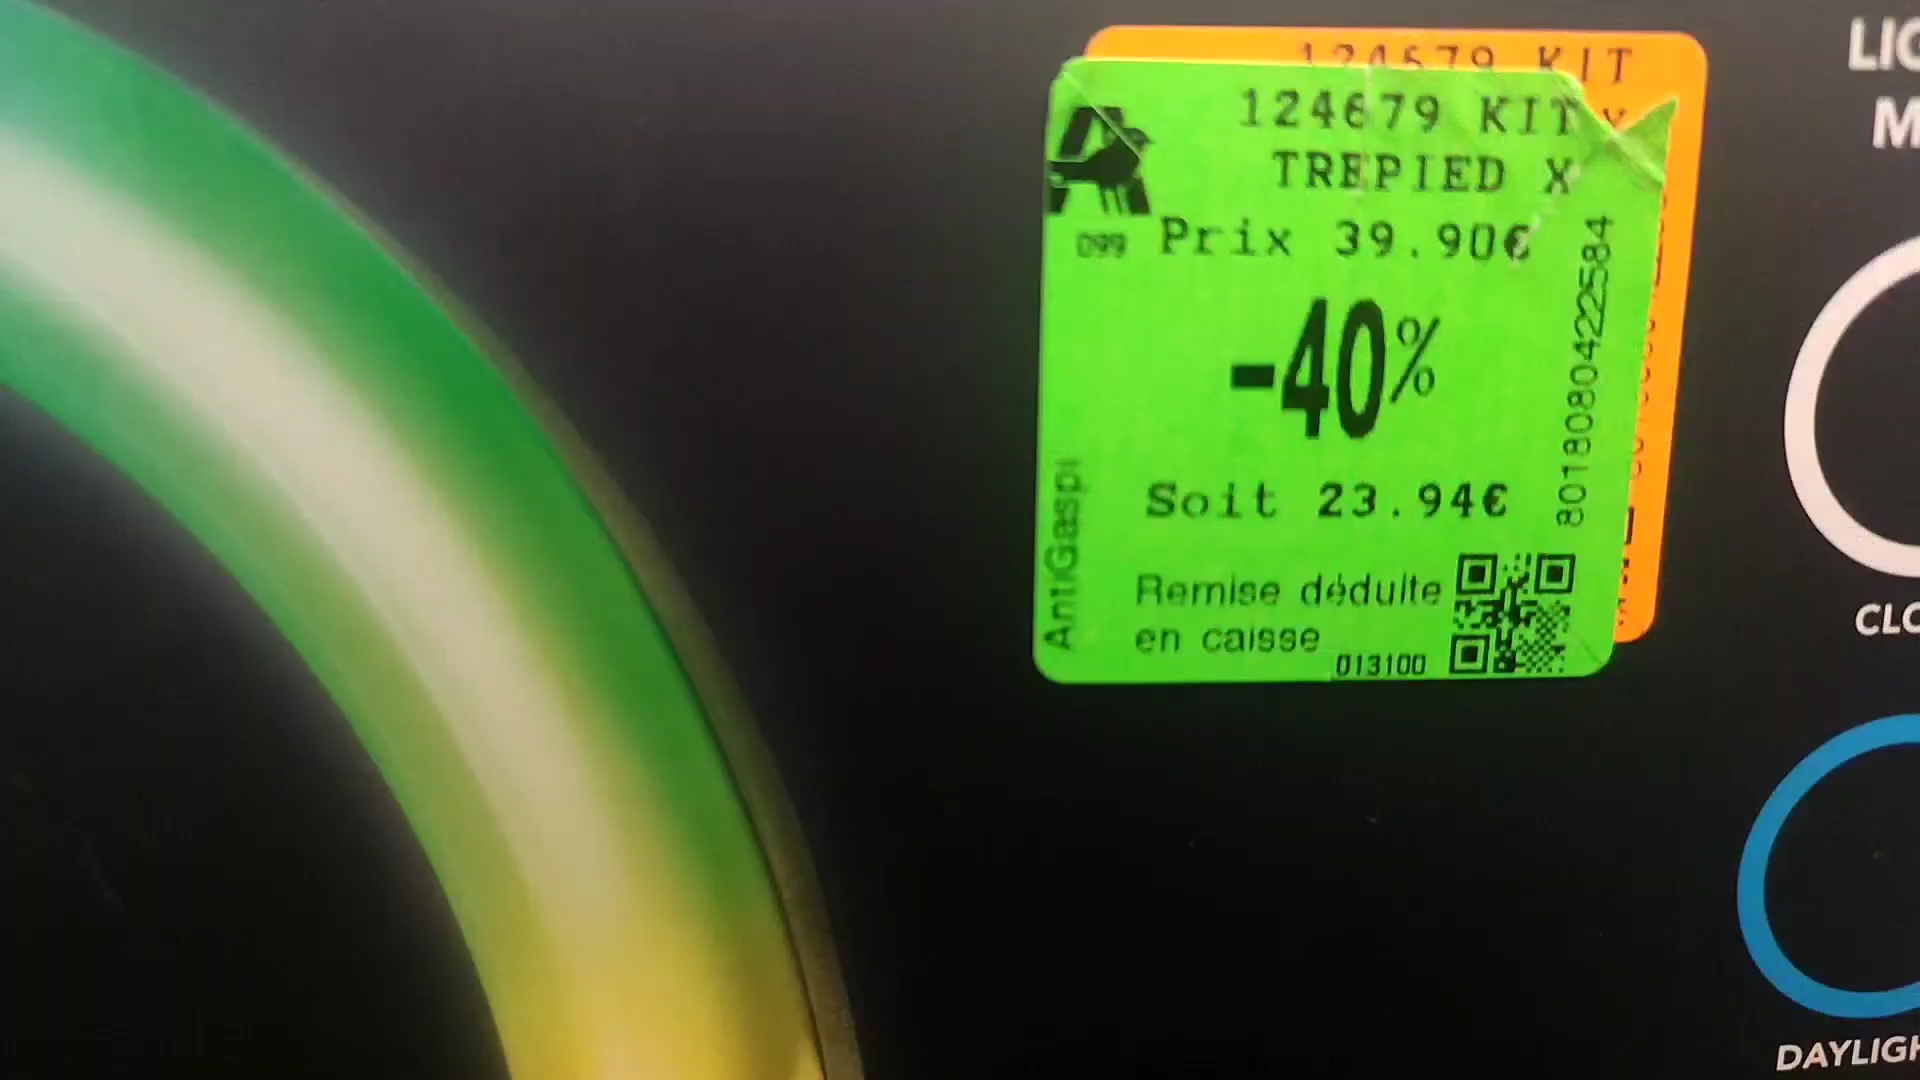 124679 KIT
124679 KIT
TREPIED X
099 Prix 39.90€
-40%
Soit 23.94€
Remise déduite
en caisse
013100
AntiGaspi
8018080422584
DAYLIGH